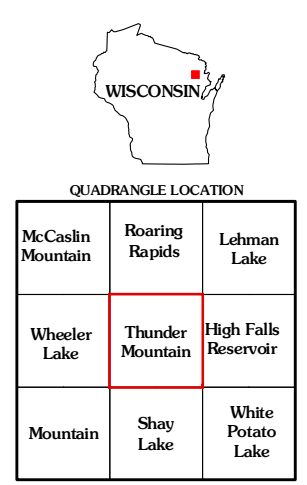 WISCONSIN
QUADRANGLE LOCATION
McCaslin
Mountain
Roaring
Rapids
Lehman
Lake
Wheeler
Lake
Thunder
Mountain
High Falls
Reservoir
Mountain
Shay
Lake
White
Potato
Lake